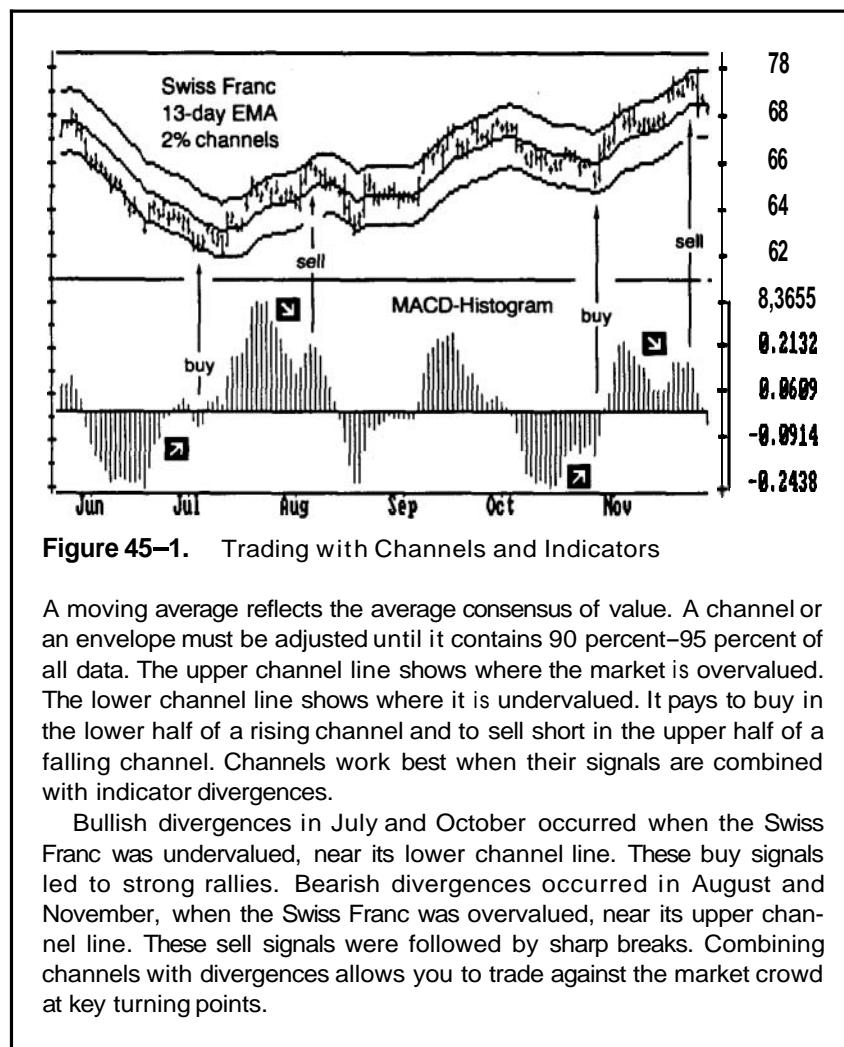 Swiss Franc
13-day EMA
2% channels
78
68
66
64
62
sell
sell
MACD-Histogram
buy
buy
8,3655
0.2132
-0.0914
-0.2438
Jun Jul Aug Sep Oct Nov
Figure 45–1. Trading with Channels and Indicators
A moving average reflects the average consensus of value. A channel or
an envelope must be adjusted until it contains 90 percent–95 percent of
all data. The upper channel line shows where the market is overvalued.
The lower channel line shows where it is undervalued. It pays to buy in
the lower half of a rising channel and to sell short in the upper half of a
falling channel. Channels work best when their signals are combined
with indicator divergences.
Bullish divergences in July and October occurred when the Swiss
Franc was undervalued, near its lower channel line. These buy signals
led to strong rallies. Bearish divergences occurred in August and
November, when the Swiss Franc was overvalued, near its upper chan-
nel line. These sell signals were followed by sharp breaks. Combining
channels with divergences allows you to trade against the market crowd
at key turning points.